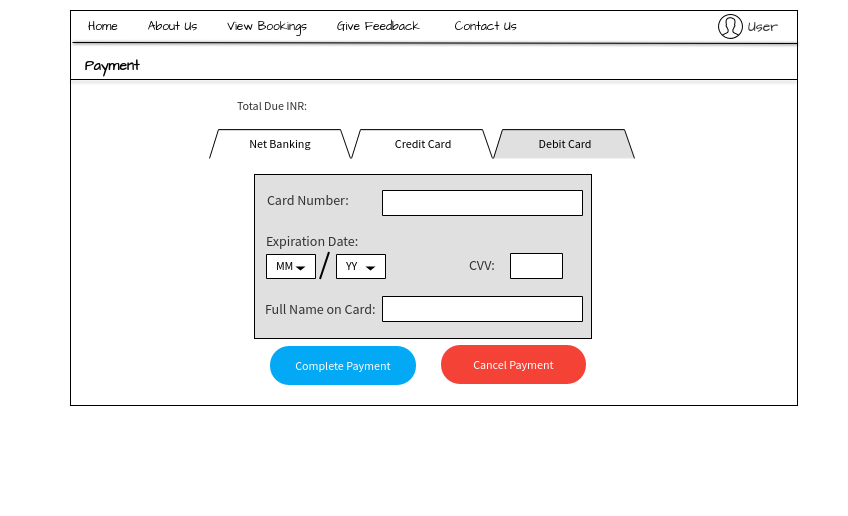 Home About Us View Bookings Give Feedback Contact Us User
Payment
Total Due INR:
Net Banking Credit Card Debit Card
Card Number:
Expiration Date:
MM / YY CVV:
Full Name on Card:
Complete Payment Cancel Payment